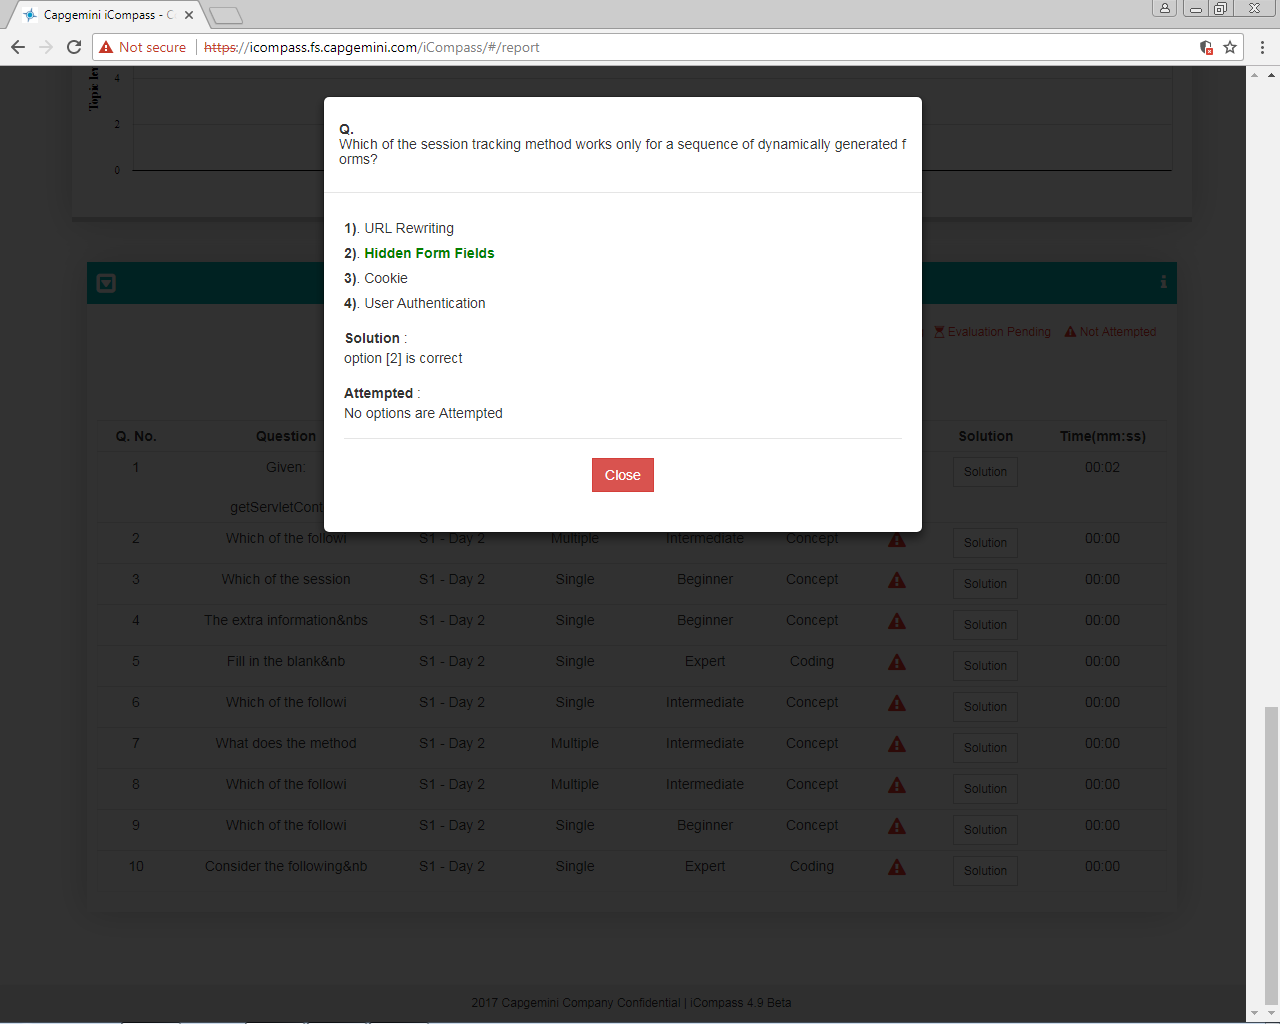 Capgemini iCompass - C
Not secure
https://icompass.fs.capgemini.com/iCompass/#/report
Topic lev
4
2
0
Q.
Which of the session tracking method works only for a sequence of dynamically generated f
orms?
1). URL Rewriting
2). Hidden Form Fields
3). Cookie
4). User Authentication
Solution :
option [2] is correct
Attempted :
No options are Attempted
Close
Evaluation Pending Not Attempted
Q. No. Question Solution Time(mm:ss)
1 Given: Solution 00:02
getServletCont
2 Which of the followi S1 - Day 2 Multiple Intermediate Concept Solution 00:00
3 Which of the session S1 - Day 2 Single Beginner Concept Solution 00:00
4 The extra information&nbs S1 - Day 2 Single Beginner Concept Solution 00:00
5 Fill in the blank&nb S1 - Day 2 Single Expert Coding Solution 00:00
6 Which of the followi S1 - Day 2 Single Intermediate Concept Solution 00:00
7 What does the method S1 - Day 2 Multiple Intermediate Concept Solution 00:00
8 Which of the followi S1 - Day 2 Multiple Intermediate Concept Solution 00:00
9 Which of the followi S1 - Day 2 Single Beginner Concept Solution 00:00
10 Consider the following&nb S1 - Day 2 Single Expert Coding Solution 00:00
2017 Capgemini Company Confidential | iCompass 4.9 Beta